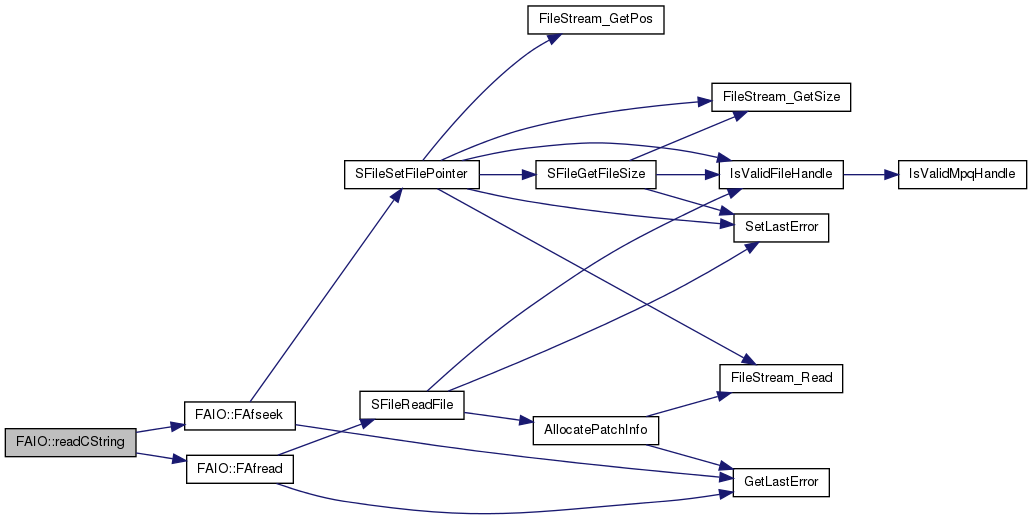 FileStream_GetPos
FileStream_GetSize
SFileSetFilePointer
SFileGetFileSize
IsValidFileHandle
IsValidMpqHandle
SetLastError
FileStream_Read
SFileReadFile
FAIO::FAfseek
AllocatePatchInfo
FAIO::readCString
FAIO::FAfread
GetLastError